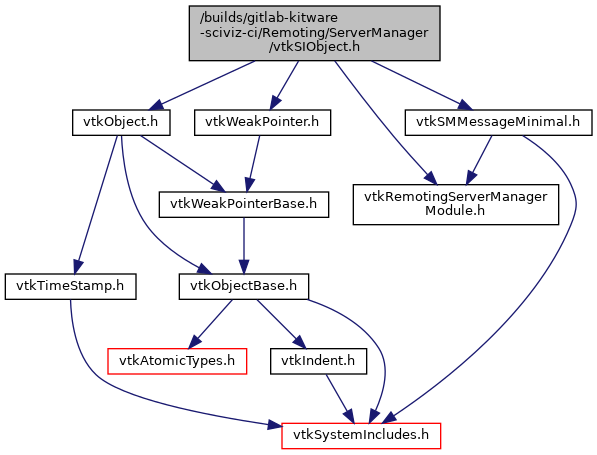 /builds/gitlab-kitware
-sciviz-ci/Remoting/ServerManager
/vtkSIObject.h
vtkObject.h
vtkWeakPointer.h
vtkSMMessageMinimal.h
vtkWeakPointerBase.h
vtkRemotingServerManager
Module.h
vtkTimeStamp.h
vtkObjectBase.h
vtkAtomicTypes.h
vtkIndent.h
vtkSystemIncludes.h